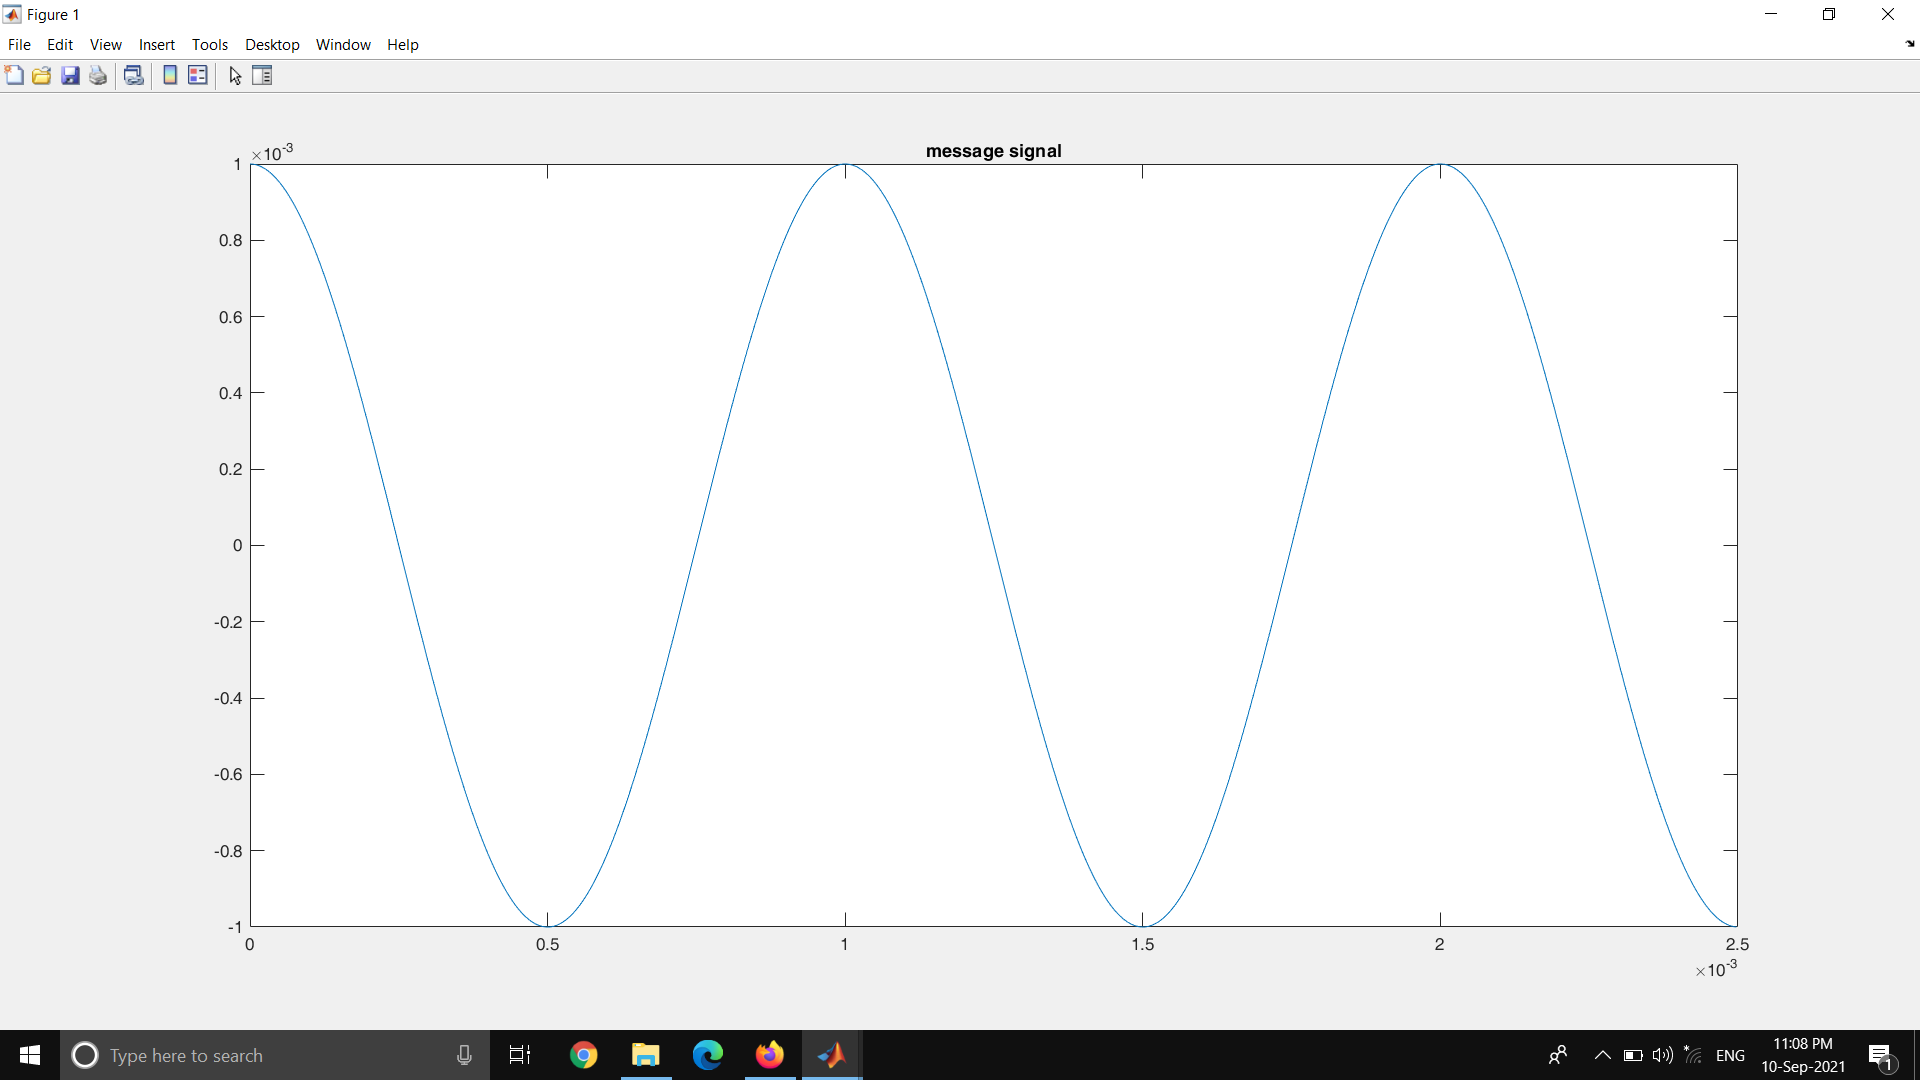 Figure 1
File Edit View Insert Tools Desktop Window Help
×10-3
message signal
1
0.8
0.6
0.4
0.2
0
-0.2
-0.4
-0.6
-0.8
-1
0 0.5 1 1.5 2 2.5
×10-3
Type here to search
ENG
11:08 PM
10-Sep-2021
1